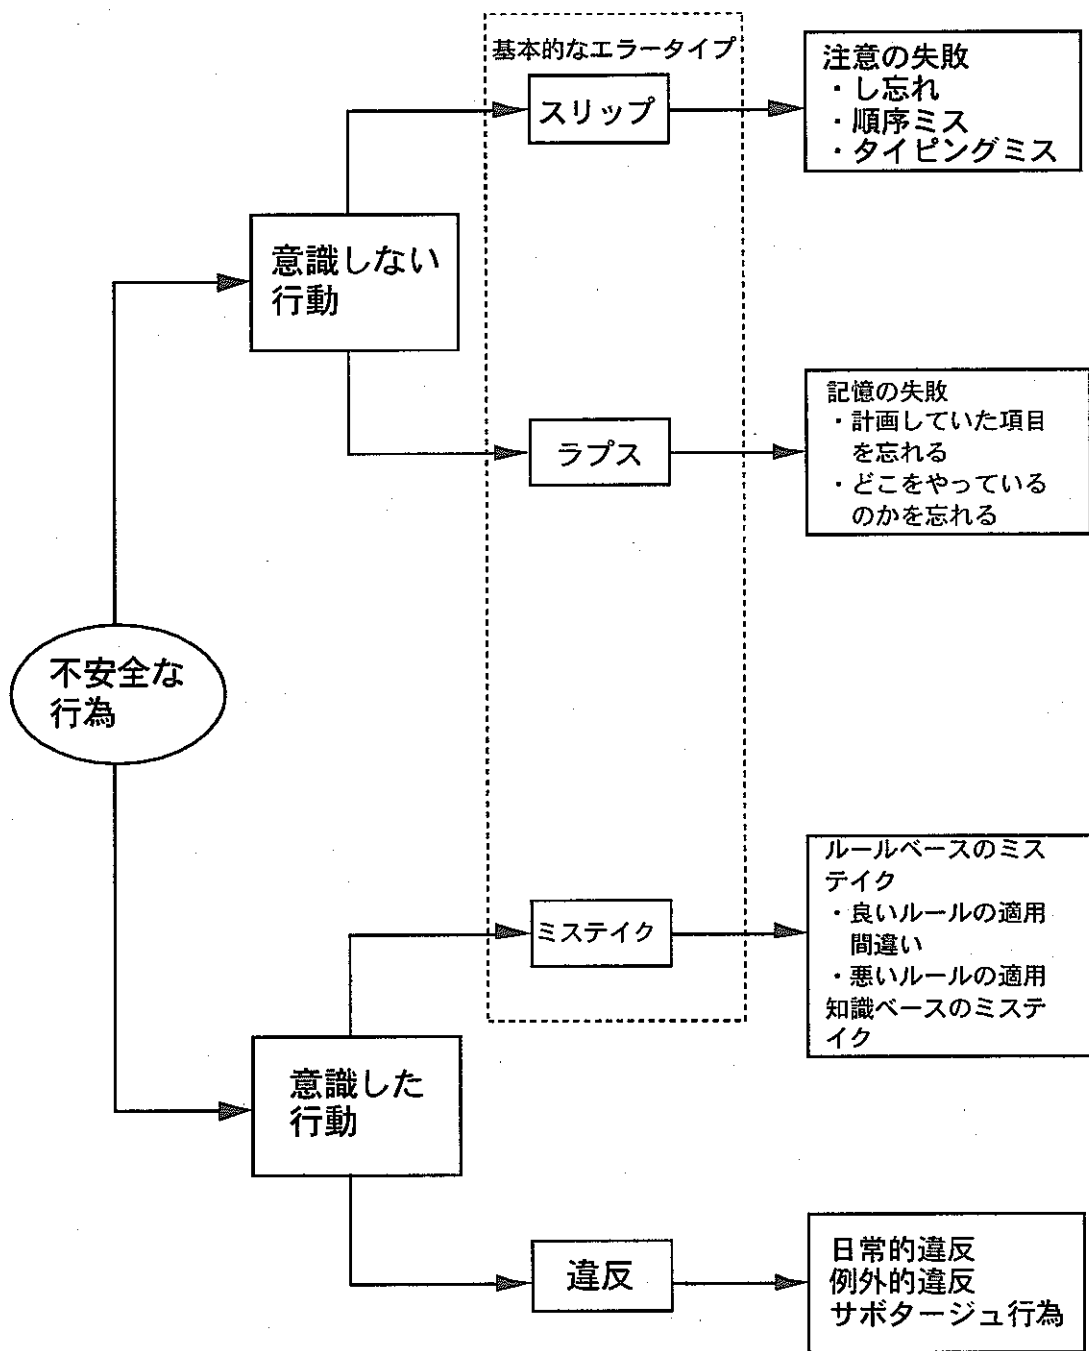 基本的なエラータイプ
スリップ
注意の失敗
・し忘れ
・順序ミス
・タイピングミス
意識しない
行動
ラプス
記憶の失敗
・計画していた項目
を忘れる
・どこをやっている
のかを忘れる
不安全な
行為
ミステイク
ルールベースのミス
テイク
・良いルールの適用
間違い
・悪いルールの適用
知識ベースのミステ
イク
意識した
行動
違反
日常的違反
例外的違反
サボタージュ行為